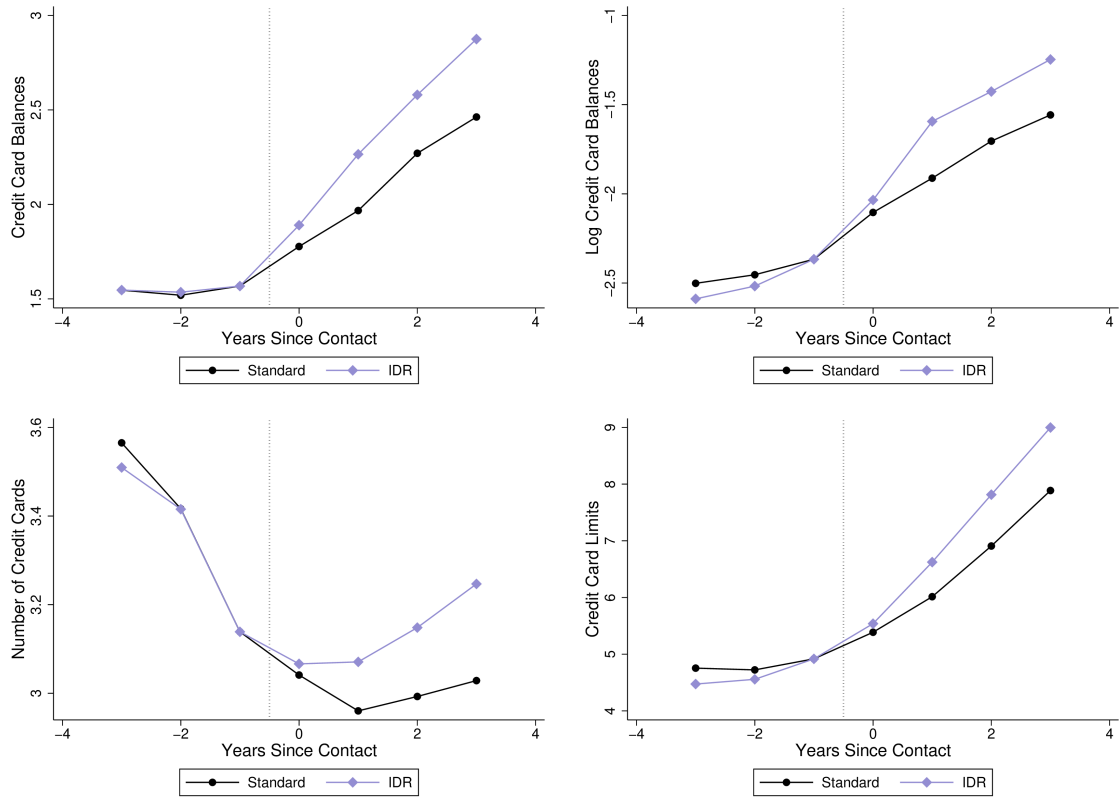 Credit Card Balances
3
2.5
2
1.5
−4 −2 0 2 4
Years Since Contact
Standard IDR
Log Credit Card Balances
−1
−1.5
−2
−2.5
−4 −2 0 2 4
Years Since Contact
Standard IDR
Number of Credit Cards
3.6
3.4
3.2
3
−4 −2 0 2 4
Years Since Contact
Standard IDR
Credit Card Limits
9
8
7
6
5
4
−4 −2 0 2 4
Years Since Contact
Standard IDR